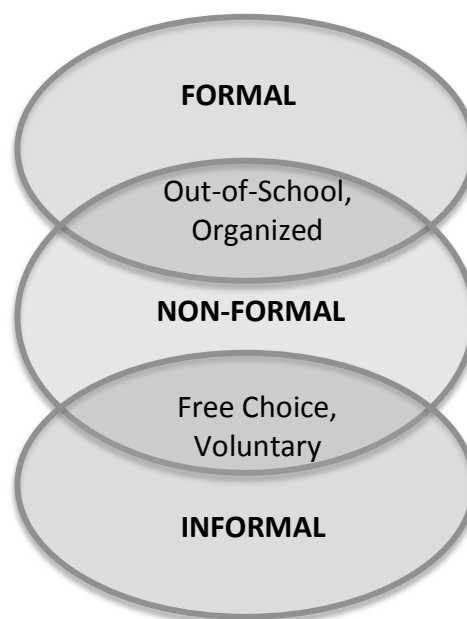 FORMAL
Out-of-School,
Organized
NON-FORMAL
Free Choice,
Voluntary
INFORMAL